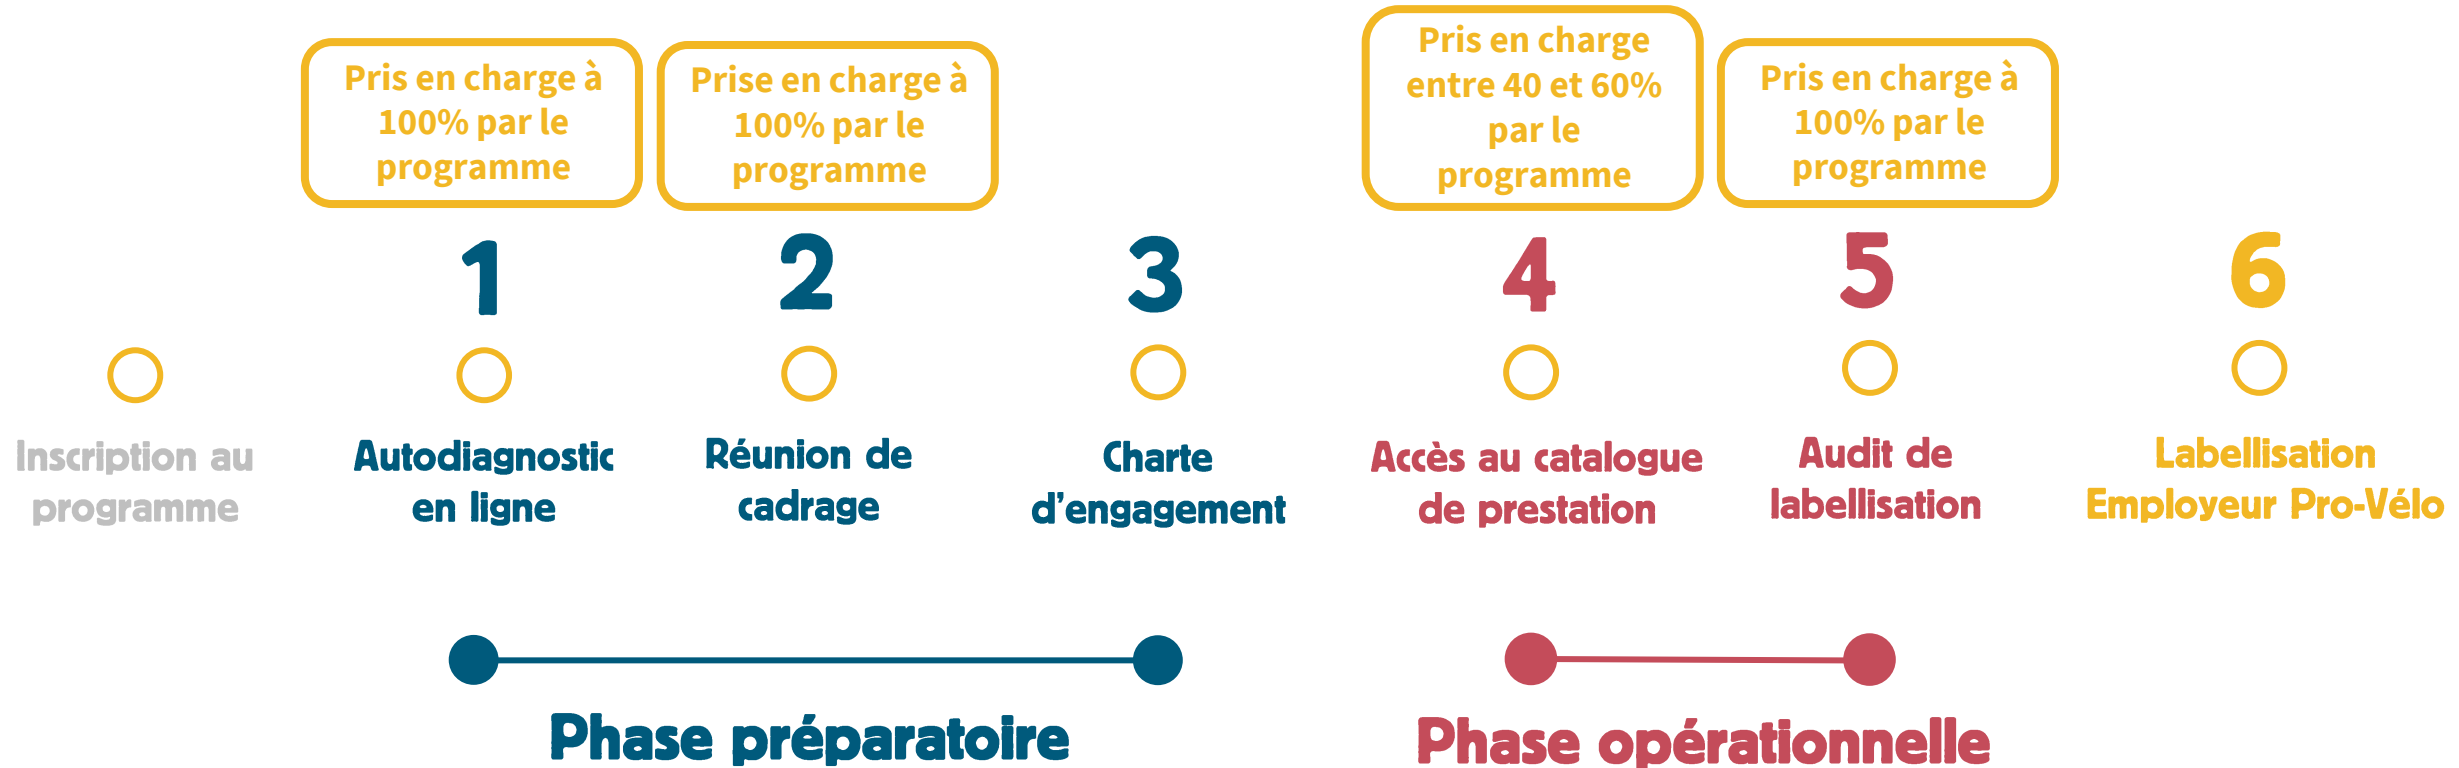 Pris en charge à
100% par le
programme
Prise en charge à
100% par le
programme
Pris en charge
entre 40 et 60%
par le
programme
Pris en charge à
100% par le
programme
1
2
3
4
5
6
Inscription au
programme
Autodiagnostic
en ligne
Réunion de
cadrage
Charte
d'engagement
Accès au catalogue
de prestation
Audit de
labellisation
Labellisation
Employeur Pro-Vélo
Phase préparatoire
Phase opérationnelle